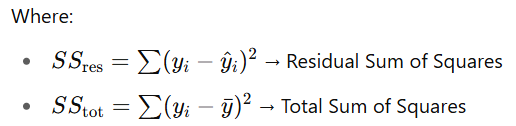 Where:
• SS_res = ∑(y_i − ŷ_i)² → Residual Sum of Squares
• SS_tot = ∑(y_i − ȳ)² → Total Sum of Squares